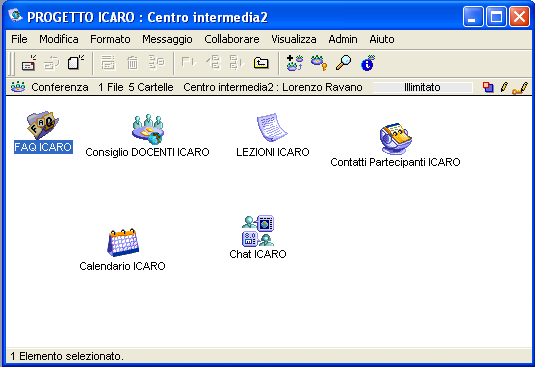 PROGETTO ICARO : Centro intermedia2
File Modifica Formato Messaggio Collaborare Visualizza Admin Aiuto
Conferenza 1 File 5 Cartelle Centro intermedia2 : Lorenzo Ravano Illimitato
FAQ ICARO
Consiglio DOCENTI ICARO
LEZIONI ICARO
Contatti Partecipanti ICARO
Calendario ICARO
Chat ICARO
1 Elemento selezionato.